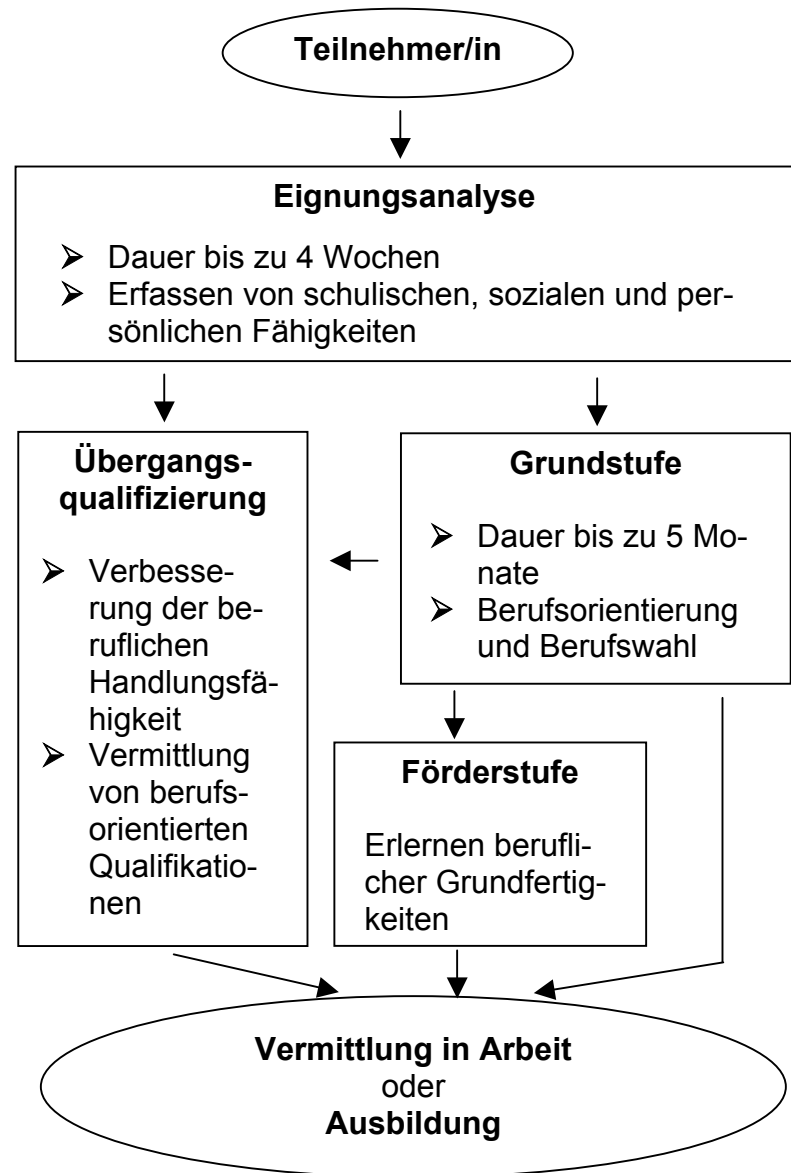 Teilnehmer/in
Eignungsanalyse
➢ Dauer bis zu 4 Wochen
➢ Erfassen von schulischen, sozialen und per-
sönlichen Fähigkeiten
Übergangs-
qualifizierung
➢ Verbesse-
rung der be-
ruflichen
Handlungsfä-
higkeit
➢ Vermittlung
von berufs-
orientierten
Qualifikatio-
nen
Grundstufe
➢ Dauer bis zu 5 Mo-
nate
➢ Berufsorientierung
und Berufswahl
Förderstufe
Erlernen berufli-
cher Grundfertig-
keiten
Vermittlung in Arbeit
oder
Ausbildung